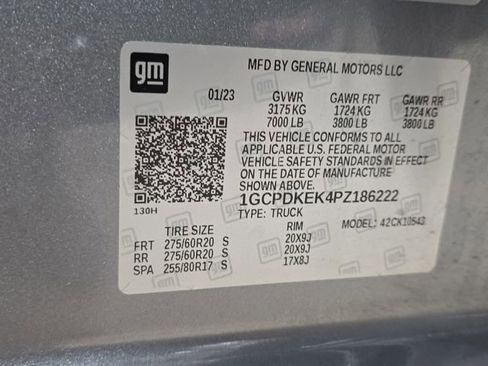 gm
MFD BY GENERAL MOTORS LLC
01/23 GVWR GAWR FRT GAWR RR
3175 KG 1724 KG 1724 KG
7000 LB 3800 LB 3800 LB
THIS VEHICLE CONFORMS TO ALL
APPLICABLE U.S. FEDERAL MOTOR
VEHICLE SAFETY STANDARDS IN EFFECT
ON THE DATE OF MANUFACTURE
SHOWN ABOVE.
1GCPDKEK4PZ186222
130H TYPE: TRUCK MODEL: 42CK10543
TIRE SIZE RIM
FRT 275/60R20 S 20X9J
RR 275/60R20 S 20X9J
SPA 255/80R17 S 17X8J